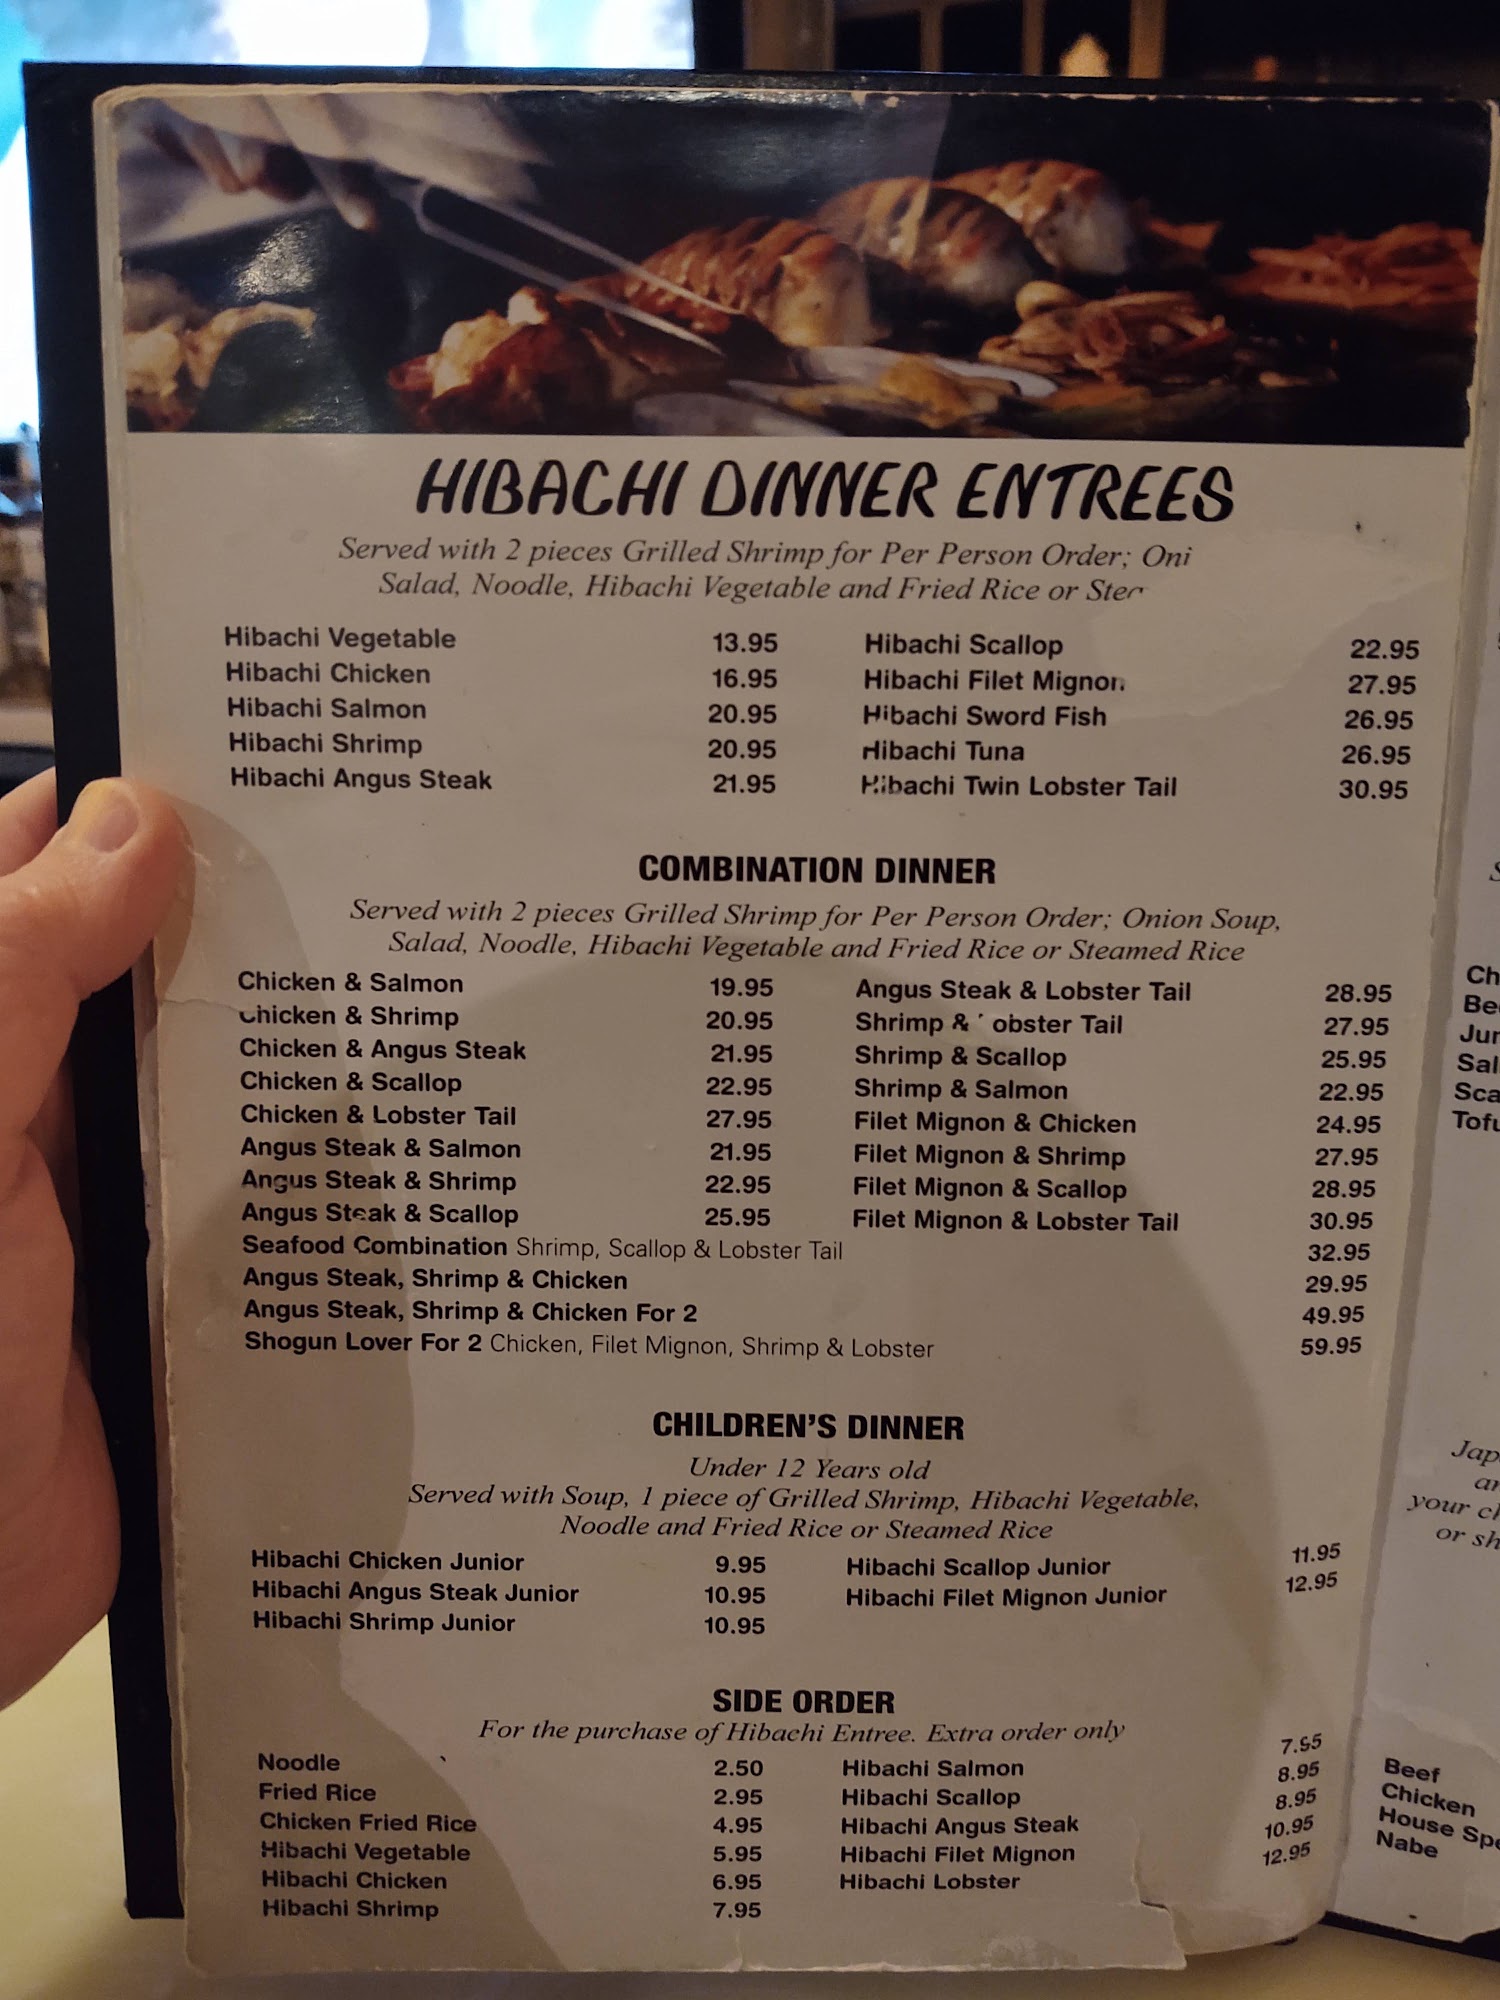 HIBACHI DINNER ENTREES
Served with 2 pieces Grilled Shrimp for Per Person Order; Oni
Salad, Noodle, Hibachi Vegetable and Fried Rice or Stea
Hibachi Vegetable 13.95 Hibachi Scallop 22.95
Hibachi Chicken 16.95 Hibachi Filet Mignon 27.95
Hibachi Salmon 20.95 Hibachi Sword Fish 26.95
Hibachi Shrimp 20.95 Hibachi Tuna 26.95
Hibachi Angus Steak 21.95 Hibachi Twin Lobster Tail 30.95
COMBINATION DINNER
Served with 2 pieces Grilled Shrimp for Per Person Order; Onion Soup,
Salad, Noodle, Hibachi Vegetable and Fried Rice or Steamed Rice
Chicken & Salmon 19.95 Angus Steak & Lobster Tail 28.95
Chicken & Shrimp 20.95 Shrimp & Lobster Tail 27.95
Chicken & Angus Steak 21.95 Shrimp & Scallop 25.95
Chicken & Scallop 22.95 Shrimp & Salmon 22.95
Chicken & Lobster Tail 27.95 Filet Mignon & Chicken 24.95
Angus Steak & Salmon 21.95 Filet Mignon & Shrimp 27.95
Angus Steak & Shrimp 22.95 Filet Mignon & Scallop 28.95
Angus Steak & Scallop 25.95 Filet Mignon & Lobster Tail 30.95
Seafood Combination Shrimp, Scallop & Lobster Tail 32.95
Angus Steak, Shrimp & Chicken 29.95
Angus Steak, Shrimp & Chicken For 2 49.95
Shogun Lover For 2 Chicken, Filet Mignon, Shrimp & Lobster 59.95
CHILDREN'S DINNER
Under 12 Years old
Served with Soup, 1 piece of Grilled Shrimp, Hibachi Vegetable,
Noodle and Fried Rice or Steamed Rice
Hibachi Chicken Junior 9.95 Hibachi Scallop Junior 11.95
Hibachi Angus Steak Junior 10.95 Hibachi Filet Mignon Junior 12.95
Hibachi Shrimp Junior 10.95
SIDE ORDER
For the purchase of Hibachi Entree. Extra order only
Noodle 2.50 Hibachi Salmon 7.95
Fried Rice 2.95 Hibachi Scallop 8.95
Chicken Fried Rice 4.95 Hibachi Angus Steak 8.95
Hibachi Vegetable 5.95 Hibachi Filet Mignon 10.95
Hibachi Chicken 6.95 Hibachi Lobster 12.95
Hibachi Shrimp 7.95
Ch
Bee
Jur
Sal
Sca
Tofu
Jap
an
your ch
or sh
Beef
Chicken
House Spe
Nabe